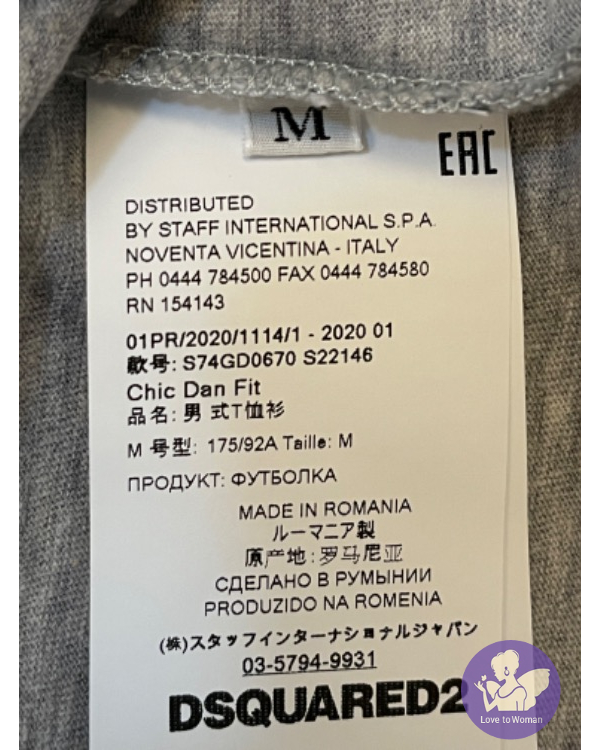 M
EAC
DISTRIBUTED
BY STAFF INTERNATIONAL S.P.A.
NOVENTA VICENTINA - ITALY
PH 0444 784500 FAX 0444 784580
RN 154143
01PR/2020/1114/1 - 2020 01
款号: S74GD0670 S22146
Chic Dan Fit
品名: 男 式T恤衫
M 号型: 175/92A Taille: M
ПРОДУКТ: ФУТБОЛКА
MADE IN ROMANIA
ルーマニア製
原产地: 罗马尼亚
СДЕЛАНО В РУМЫНИИ
PRODUZIDO NA ROMENIA
(株)スタッフインターナショナルジャパン
03-5794-9931
DSQUARED2
Love to Woman